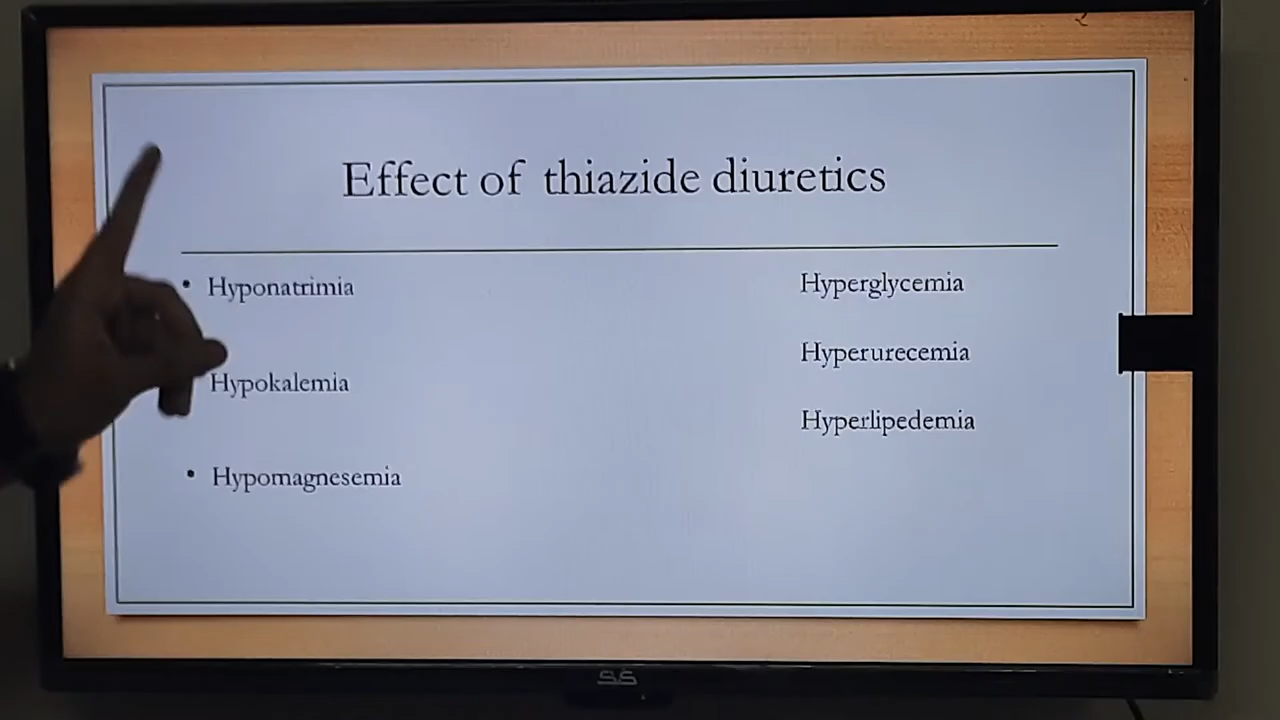 Effect of thiazide diuretics
• Hyponatrimia
Hypokalemia
• Hypomagnesemia
Hyperglycemia
Hyperurecemia
Hyperlipedemia